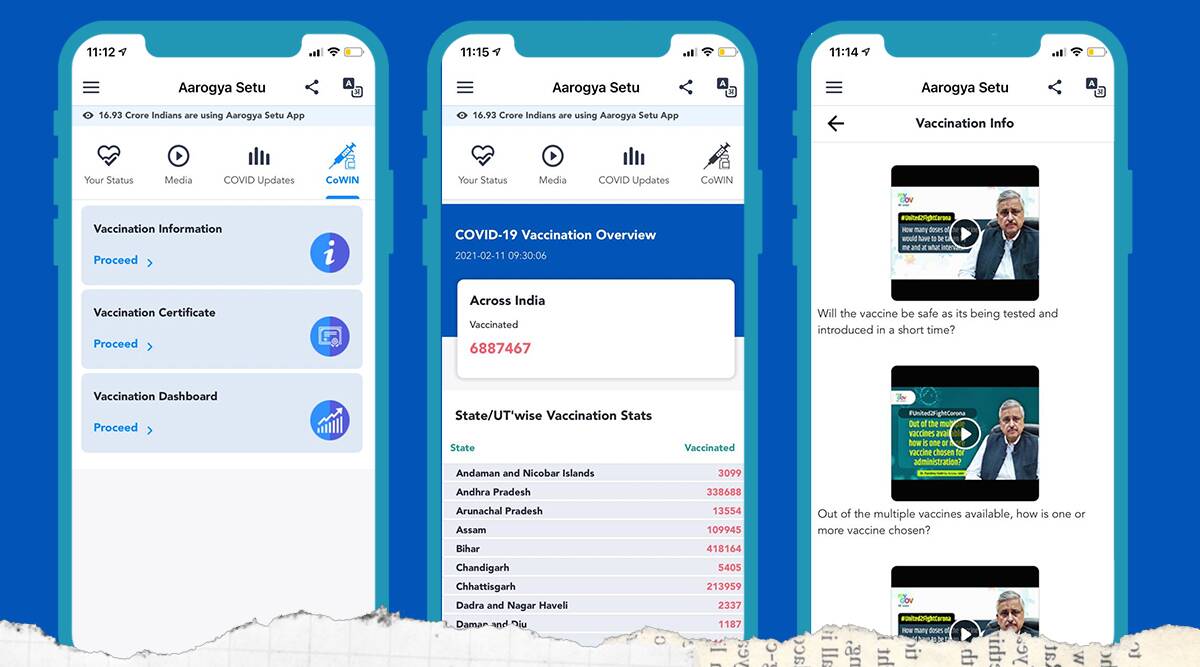 11:12
Aarogya Setu
16.93 Crore Indians are using Aarogya Setu App
Your Status
Media
COVID Updates
CoWIN
Vaccination Information
Proceed
Vaccination Certificate
Proceed
Vaccination Dashboard
Proceed
11:15
Aarogya Setu
16.93 Crore Indians are using Aarogya Setu App
Your Status
Media
COVID Updates
CoWIN
COVID-19 Vaccination Overview
2021-02-11 09:30:06
Across India
Vaccinated
6887467
State/UT'wise Vaccination Stats
State Vaccinated
Andaman and Nicobar Islands 3099
Andhra Pradesh 338688
Arunachal Pradesh 13554
Assam 109945
Bihar 418164
Chandigarh 5405
Chhattisgarh 213959
Dadra and Nagar Haveli 2337
Daman and Diu 1187
11:14
Aarogya Setu
Vaccination Info
#United2FightCorona
How many doses of the
would have to be
me and at what
Will the vaccine be safe as its being tested and
introduced in a short time?
#United2FightCorona
Out of the multiple
vaccines
how is one or
vaccine chosen for
administration?
Out of the multiple vaccines available, how is one or
more vaccine chosen?
#United2FightCorona
How many doses of